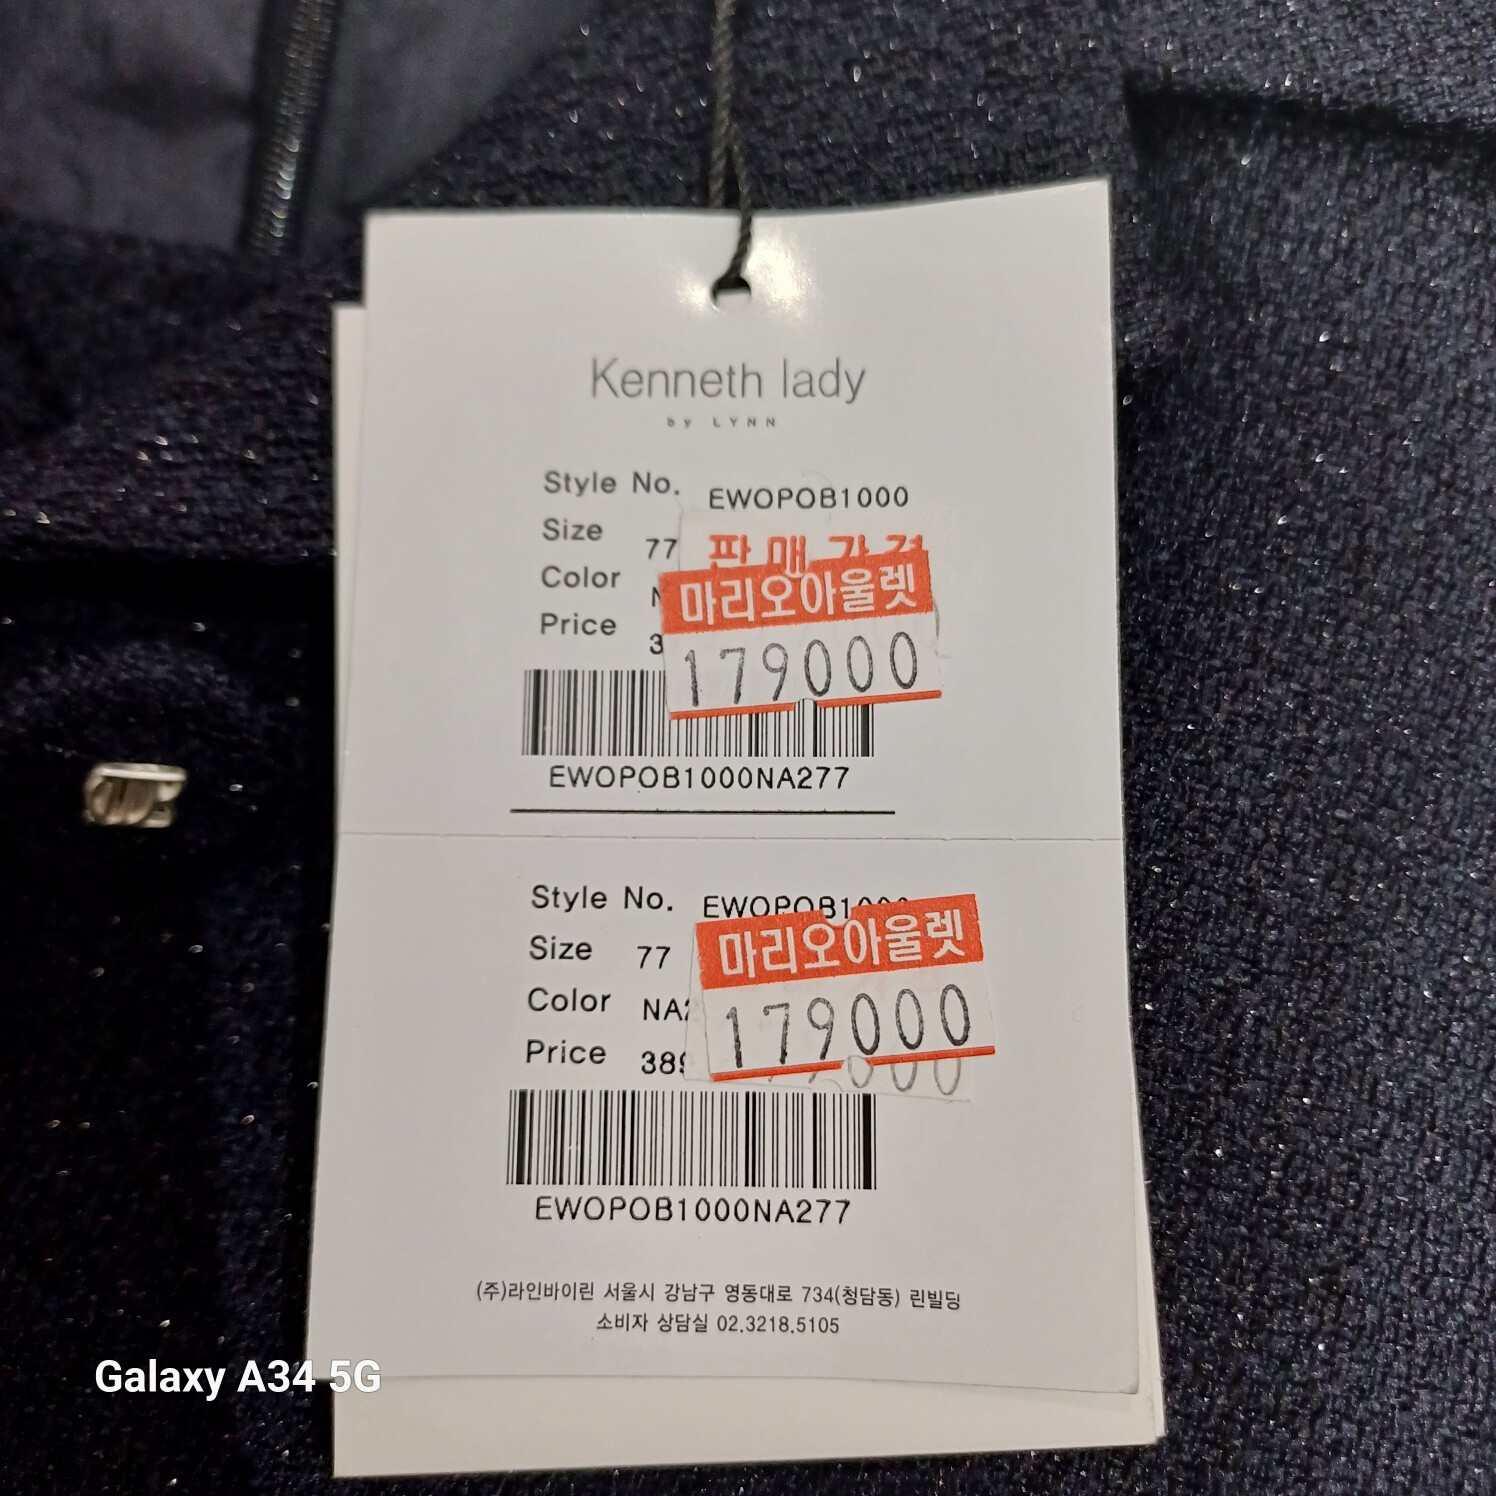 Kenneth lady
by LYNN
Style No. EWOPOB1000
Size 77
판매가격
Color
마리오아울렛
Price
179000
EWOPOB1000NA277
Style No. EWOPOB1000
마리오아울렛
Size 77
Color
179000
Price
EWOPOB1000NA277
(주)라인바이린 서울시 강남구 영동대로 734(청담동) 린빌딩
소비자 상담실 02.3218.5105
Galaxy A34 5G